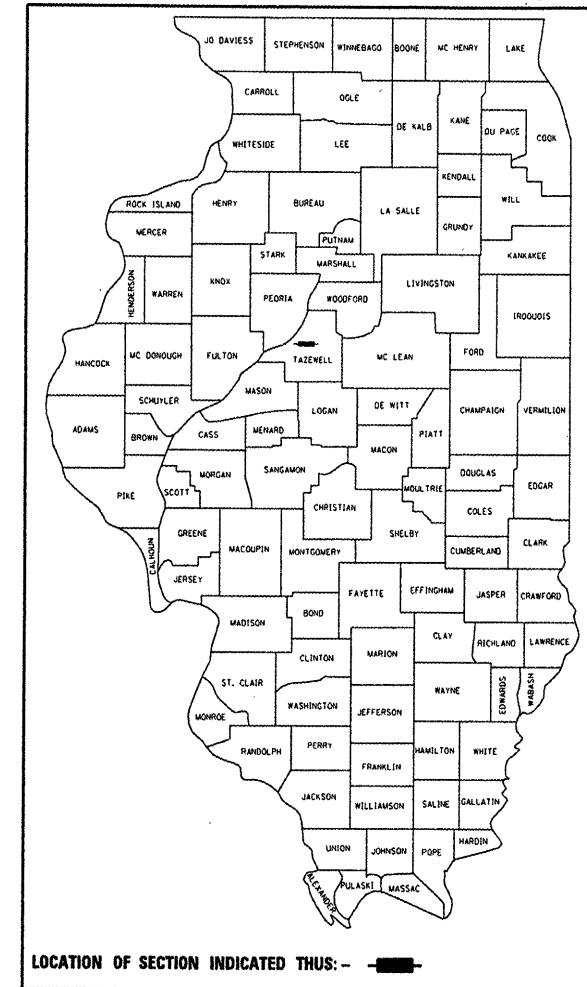 JO DAVIESS STEPHENSON WINNEBAGO BOONE MC HENRY LAKE
CARROLL OGLE DE KALB KANE DU PAGE COOK
WHITESIDE LEE
KENDALL WILL
ROCK ISLAND HENRY BUREAU LA SALLE GRUNDY
MERCER PUTNAM
STARK MARSHALL KANKAKEE
HENDERSON WARREN KNOX PEORIA WOODFORD LIVINGSTON IROQUOIS
HANCOCK MC DONOUGH FULTON TAZEWELL MC LEAN FORD
MASON
SCHUYLER LOGAN DE WITT CHAMPAIGN VERMILION
ADAMS BROWN CASS MENARD MACON PIATT
MORGAN SANGAMON DOUGLAS EDGAR
PIKE SCOTT MOULTRIE
CHRISTIAN COLES
GREENE MACOUPIN MONTGOMERY SHELBY CUMBERLAND CLARK
CALHOUN
JERSEY FAYETTE EFFINGHAM JASPER CRAWFORD
MADISON BOND
CLAY RICHLAND LAWRENCE
CLINTON MARION
ST. CLAIR WAYNE EDWARDS WABASH
WASHINGTON JEFFERSON
MONROE
RANDOLPH PERRY HAMILTON WHITE
FRANKLIN
JACKSON WILLIAMSON SALINE GALLATIN
UNION JOHNSON POPE HARDIN
ALEXANDER PULASKI MASSAC
LOCATION OF SECTION INDICATED THUS: -